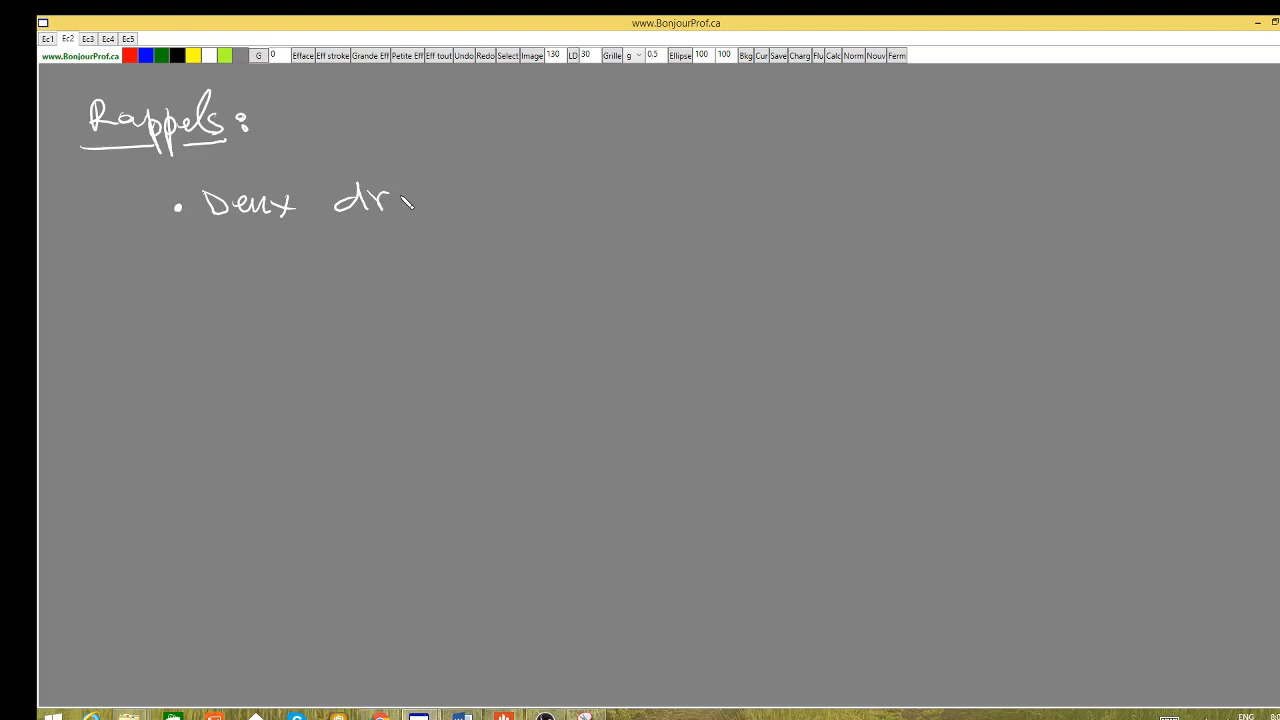 www.BonjourProf.ca
Ec1 Ec2 Ec3 Ec4 Ec5
www.BonjourProf.ca G 0 Efface Eff stroke Grande Eff Petite Eff Eff tout Undo Redo Select Image 130 LD 30 Grille g 0.5 Ellipse 100 100 Bkg Cur Save Charg Flu Calc Norm Nouv Ferm
Rappels:
• Deux dr
ENG